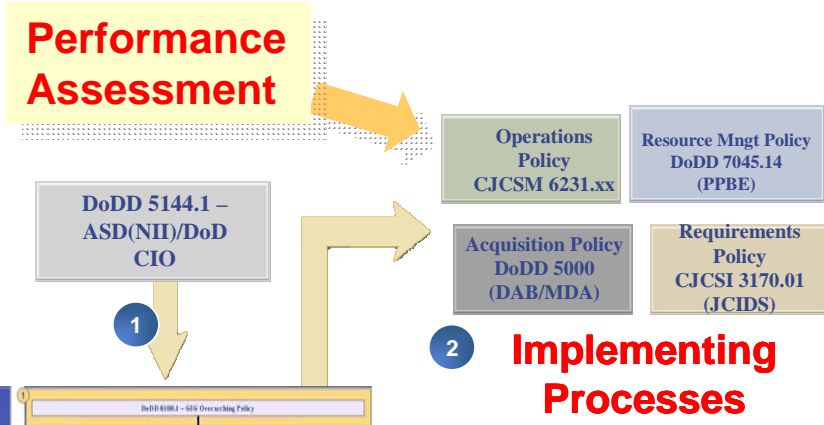 Performance
Assessment
Operations
Policy
CJCSM 6231.xx
Resource Mngt Policy
DoDD 7045.14
(PPBE)
DoDD 5144.1 –
ASD(NII)/DoD
CIO
Acquisition Policy
DoDD 5000
(DAB/MDA)
Requirements
Policy
CJCSI 3170.01
(JCIDS)
1
2
Implementing
Processes
1
DoDD 8100.1 – GIG Overarching Policy